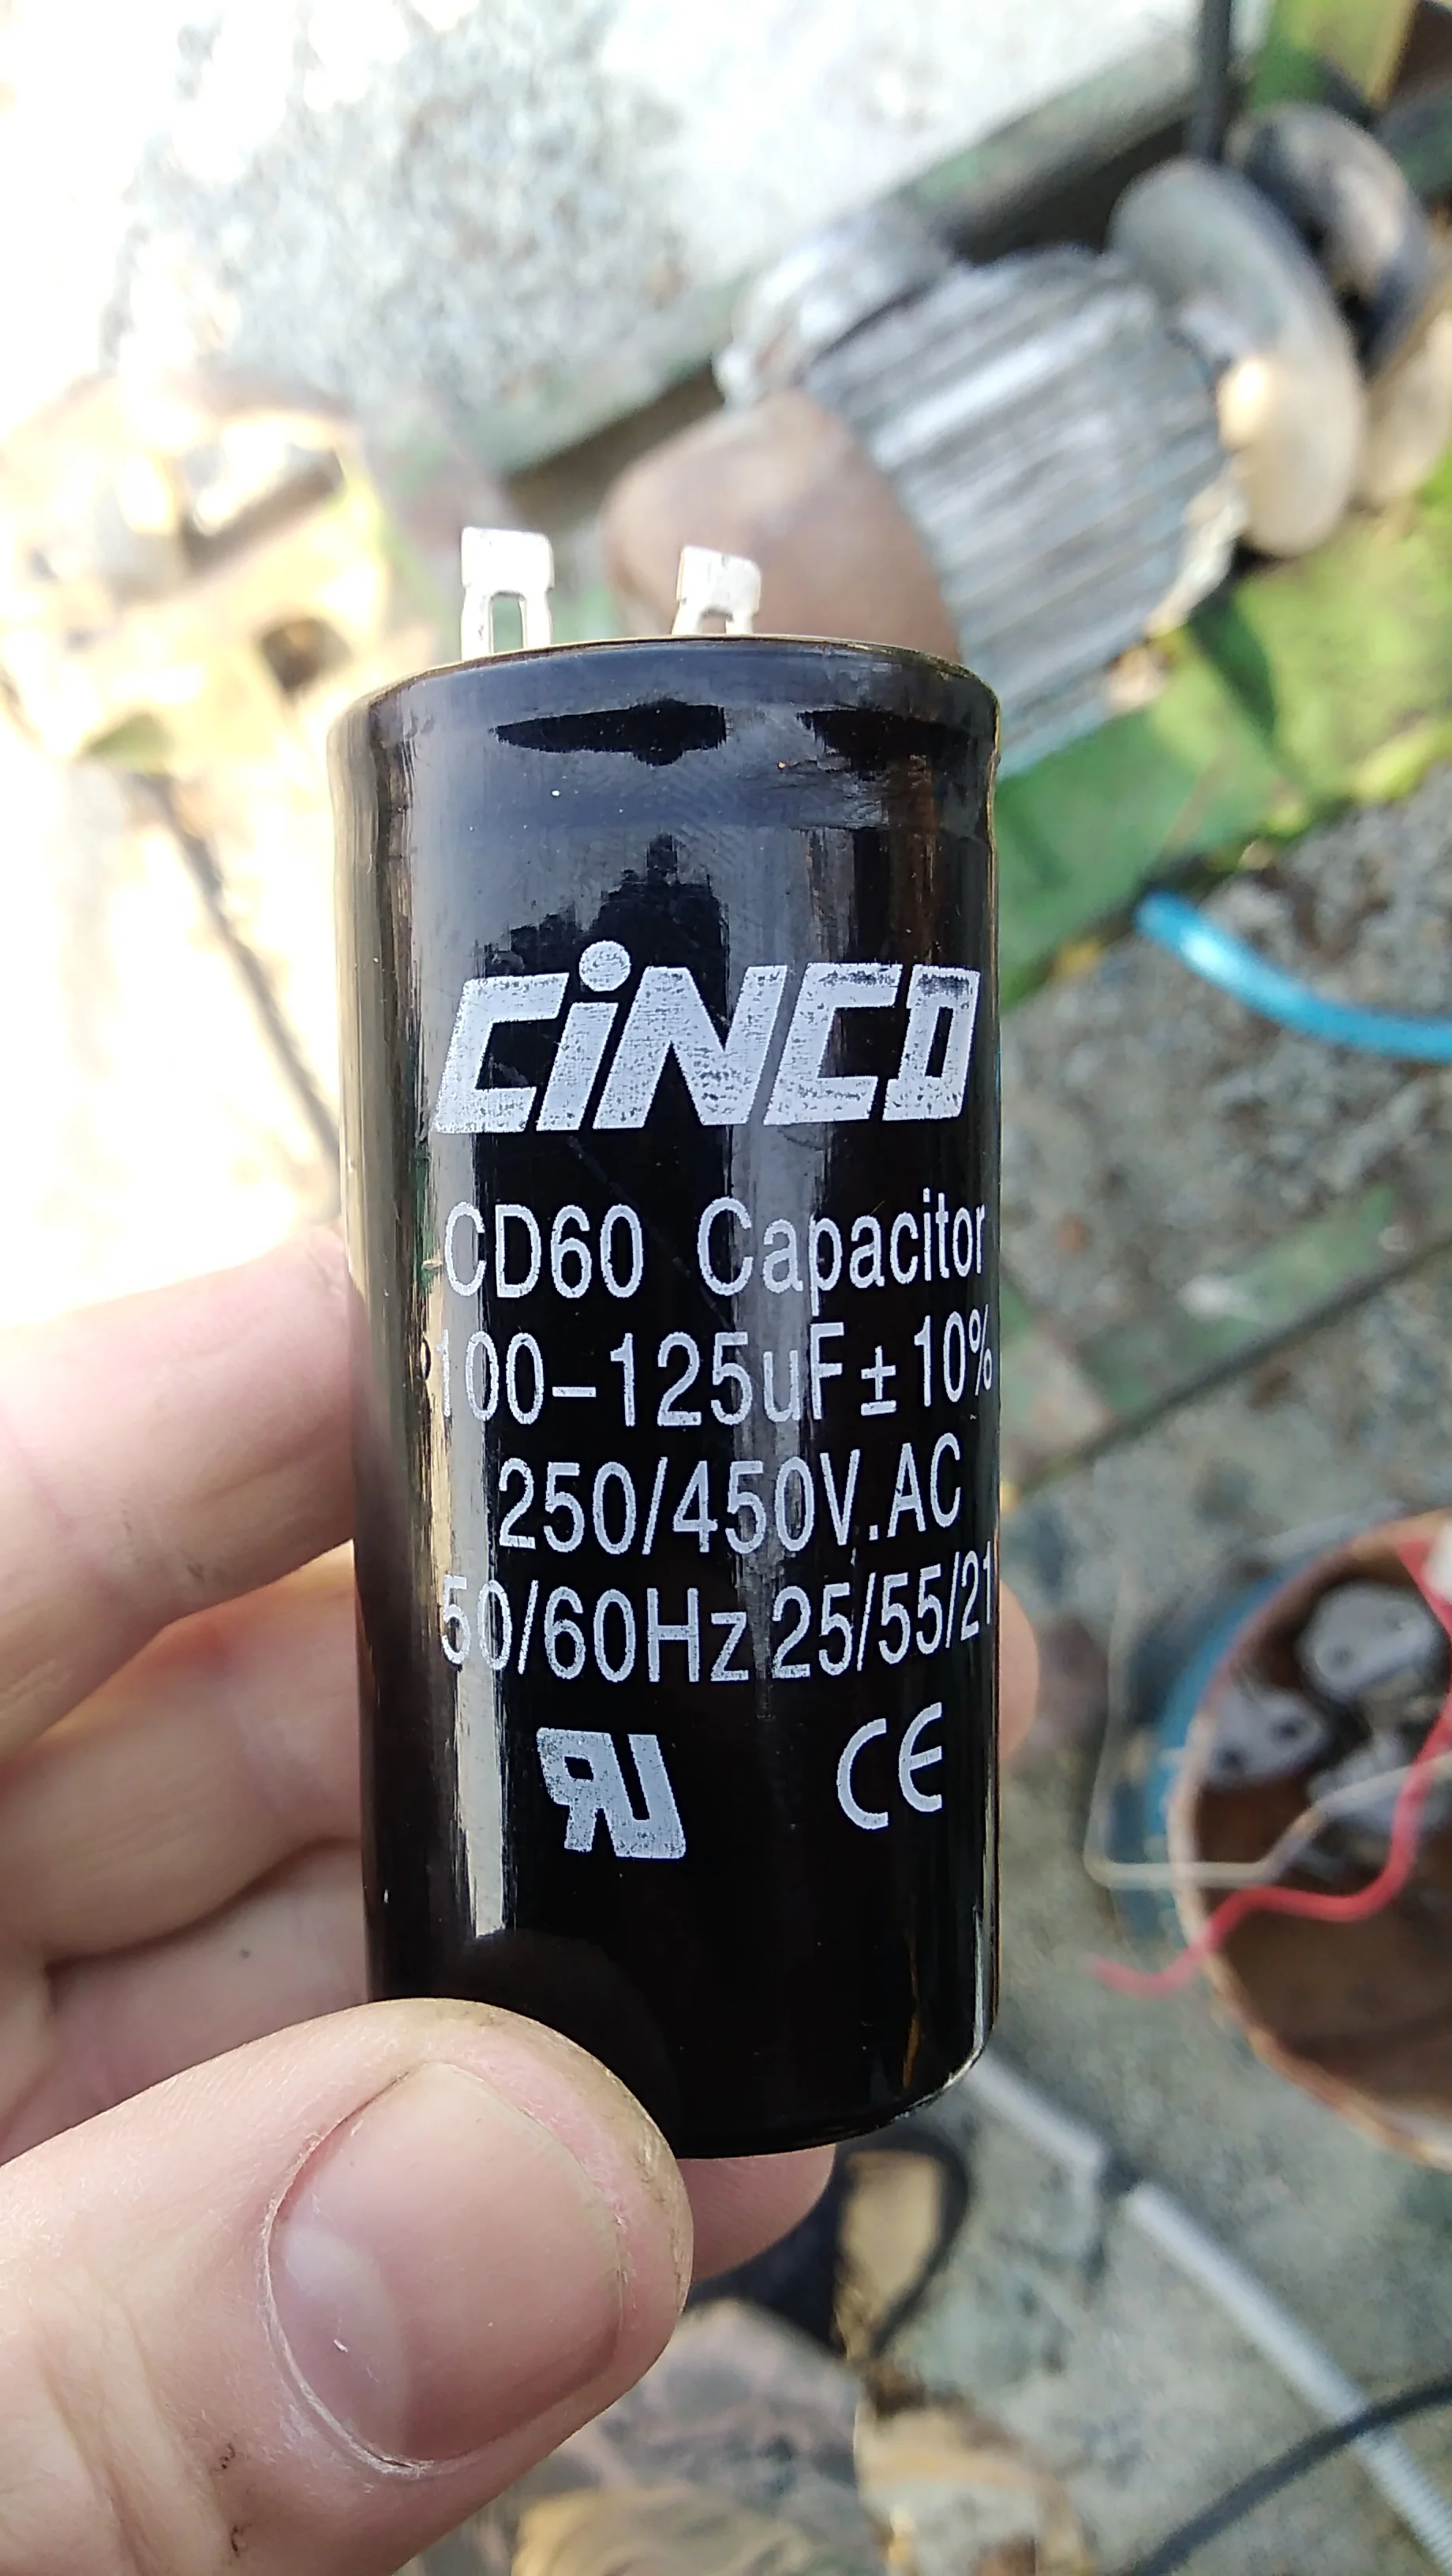 CiNCO
CD60 Capacitor
100-125uF±10%
250/450V.AC
50/60Hz 25/55/21
CE